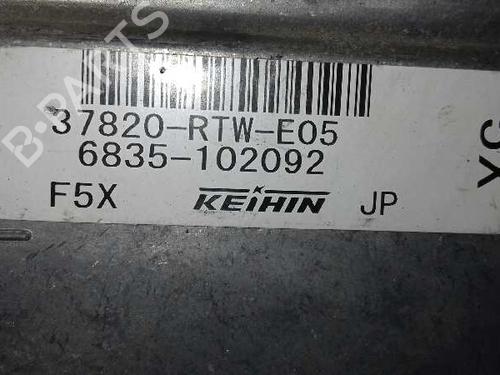 B-PARTS
37820-RTW-E05
6835-102092
F5X KEIHIN JP